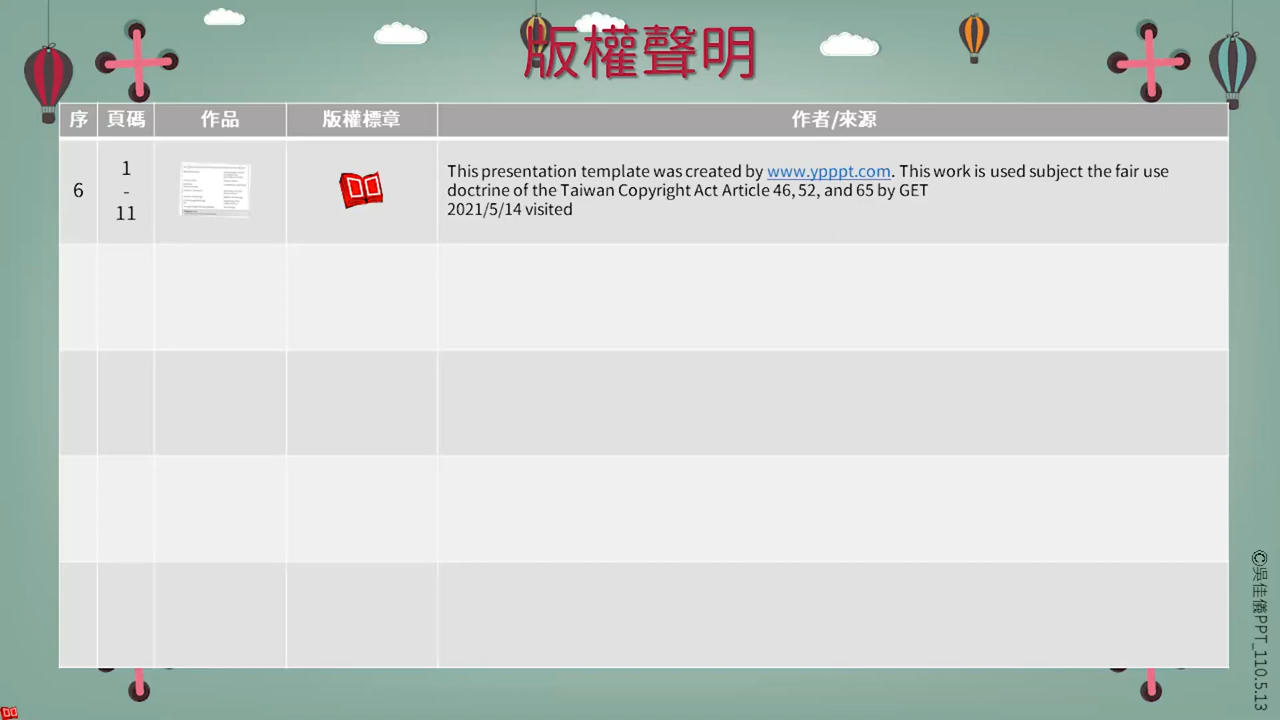 版權聲明
序 頁碼 作品 版權標章 作者/來源
6
1
-
11
This presentation template was created by www.ypppt.com. This work is used subject the fair use
doctrine of the Taiwan Copyright Act Article 46, 52, and 65 by GET
2021/5/14 visited
©吳佳儀PPT_110.5.13